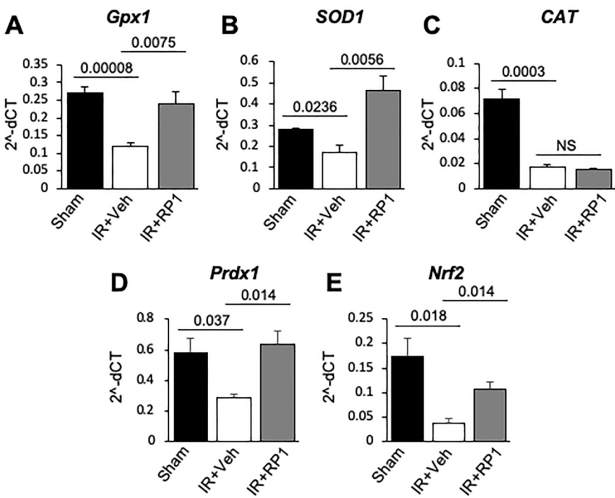 A
Gpx1
0.0075
0.00008
2^-dCT
0.35
0.3
0.25
0.2
0.15
0.1
0.05
0
Sham
IR+Veh
IR+RP1
B
SOD1
0.0056
0.0236
2^-dCT
0.6
0.5
0.4
0.3
0.2
0.1
0
Sham
IR+Veh
IR+RP1
C
CAT
0.0003
NS
2^-dCT
0.1
0.08
0.06
0.04
0.02
0
Sham
IR+Veh
IR+RP1
D
Prdx1
0.014
0.037
2^-dCT
0.8
0.6
0.4
0.2
0
Sham
IR+Veh
IR+RP1
E
Nrf2
0.014
0.018
2^-dCT
0.25
0.2
0.15
0.1
0.05
0
Sham
IR+Veh
IR+RP1